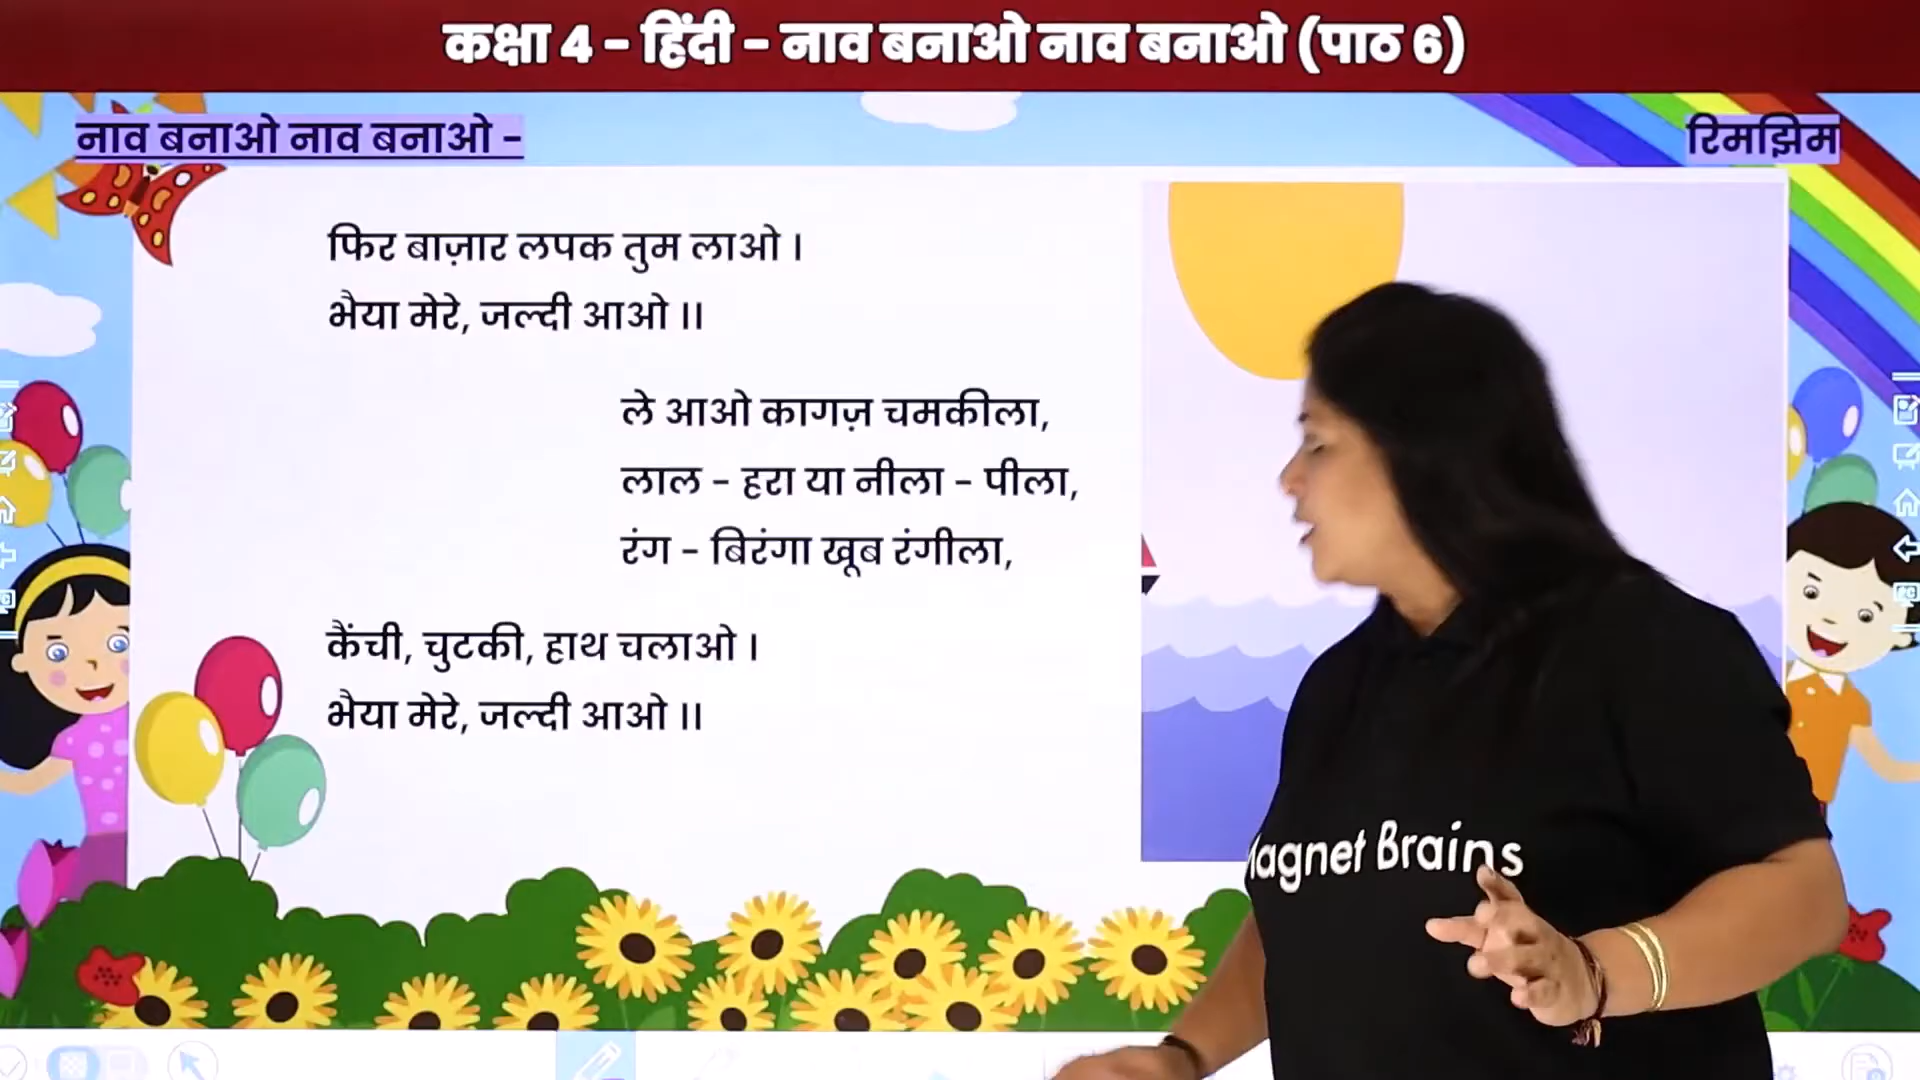 कक्षा 4 - हिंदी - नाव बनाओ नाव बनाओ (पाठ 6)
नाव बनाओ नाव बनाओ -
रिमझिम
फिर बाज़ार लपक तुम लाओ ।
भैया मेरे, जल्दी आओ ।।
ले आओ कागज़ चमकीला,
लाल - हरा या नीला - पीला,
रंग - बिरंगा खूब रंगीला,
कैंची, चुटकी, हाथ चलाओ ।
भैया मेरे, जल्दी आओ ।।
Magnet Brains